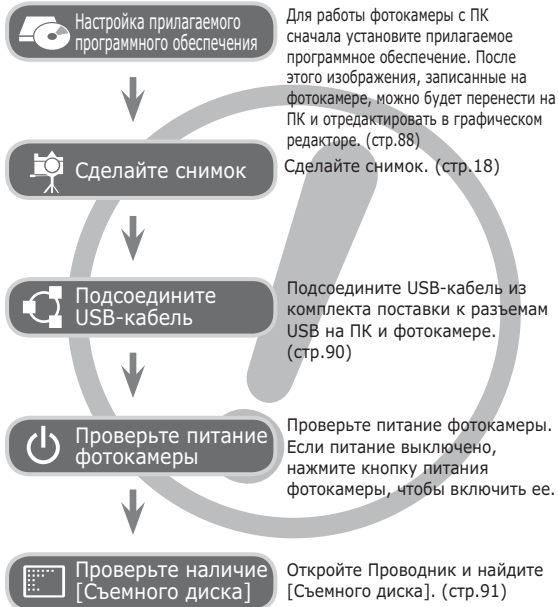 Настройка прилагаемого
программного обеспечения
Для работы фотокамеры с ПК
сначала установите прилагаемое
программное обеспечение. После
этого изображения, записанные на
фотокамере, можно будет перенести на
ПК и отредактировать в графическом
редакторе. (стр.88)
Сделайте снимок
Сделайте снимок. (стр.18)
Подсоедините
USB-кабель
Подсоедините USB-кабель из
комплекта поставки к разъемам
USB на ПК и фотокамере.
(стр.90)
Проверьте питание
фотокамеры
Проверьте питание фотокамеры.
Если питание выключено,
нажмите кнопку питания
фотокамеры, чтобы включить ее.
Проверьте наличие
[Съемного диска]
Откройте Проводник и найдите
[Съемного диска]. (стр.91)